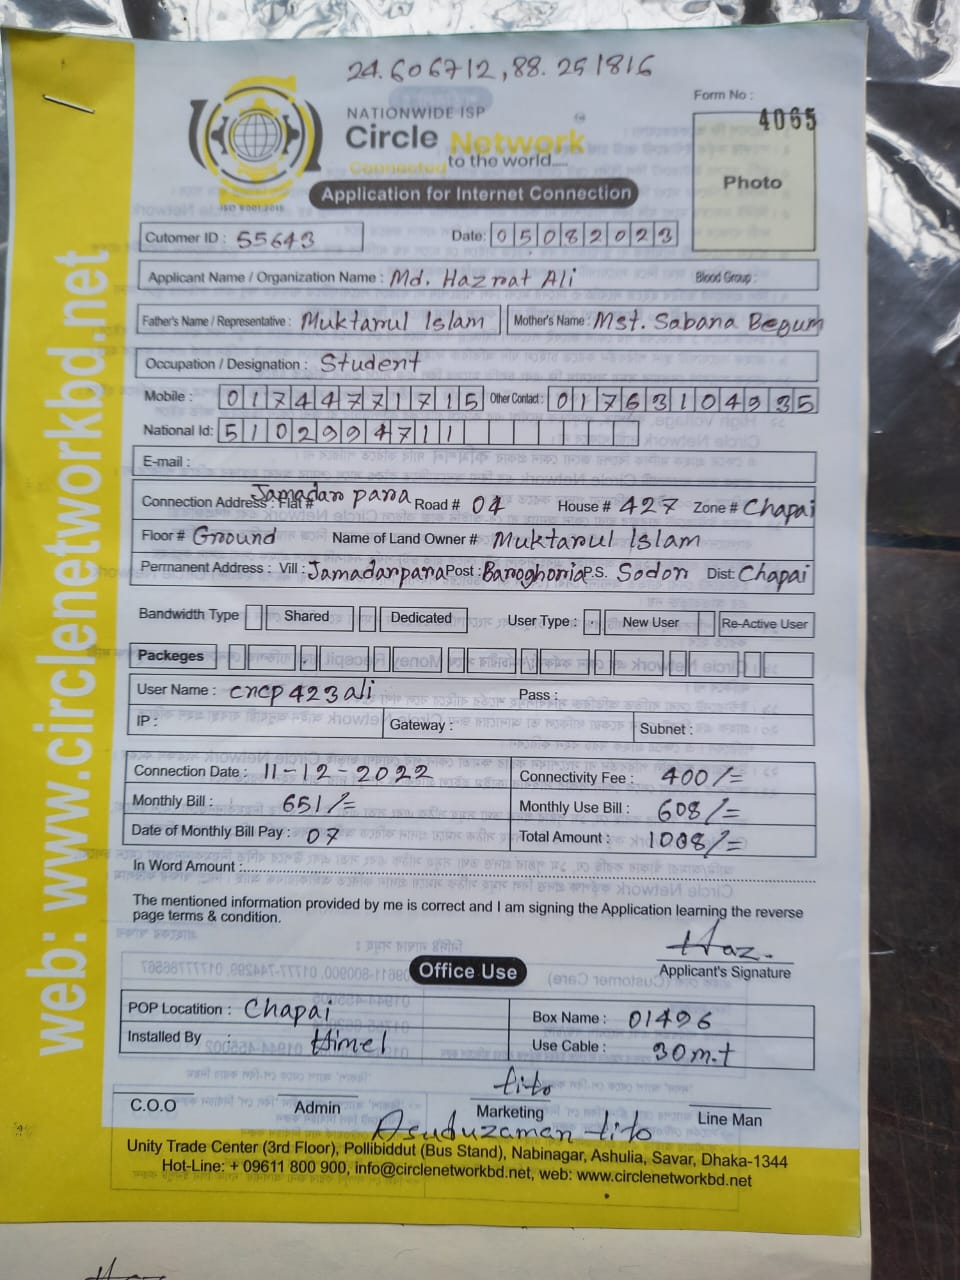 24.606712, 88.251816
NATIONWIDE ISP
Circle Network
Connected to the world.....
ISO 9001:2015
Form No :
4065
Photo
Application for Internet Connection
Cutomer ID : 55643
Date: 05082023
Applicant Name / Organization Name : Md. Hazrat Ali
Blood Group :
Father's Name / Representative : Muktarul Islam
Mother's Name : Mst. Sabana Begum
Occupation / Designation : Student
Mobile : 01744771715
Other Contact : 01763104935
National Id: 5102994711
E-mail :
Connection Address : Flat # Jamadar para Road # 04 House # 427 Zone # Chapai
Floor # Ground Name of Land Owner # Muktarul Islam
Permanent Address : Vill : Jamadarpara Post : Baroghoria P.S. Sodor Dist: Chapai
Bandwidth Type Shared Dedicated User Type : New User Re-Active User
Packeges
User Name : cncp423ali Pass :
IP : Gateway : Subnet :
Connection Date : 11-12-2022 Connectivity Fee : 400/=
Monthly Bill : 651/= Monthly Use Bill : 608/=
Date of Monthly Bill Pay : 07 Total Amount : 1008/=
In Word Amount :
The mentioned information provided by me is correct and I am signing the Application learning the reverse
page terms & condition.
Haz.
Applicant's Signature
Office Use
POP Locatition : Chapai Box Name : 01496
Installed By : Himel Use Cable : 30m.t
tito
C.O.O Admin Marketing Line Man
Asuduzaman tito
Unity Trade Center (3rd Floor), Pollibiddut (Bus Stand), Nabinagar, Ashulia, Savar, Dhaka-1344
Hot-Line: + 09611 800 900, info@circlenetworkbd.net, web: www.circlenetworkbd.net
web: www.circlenetworkbd.net